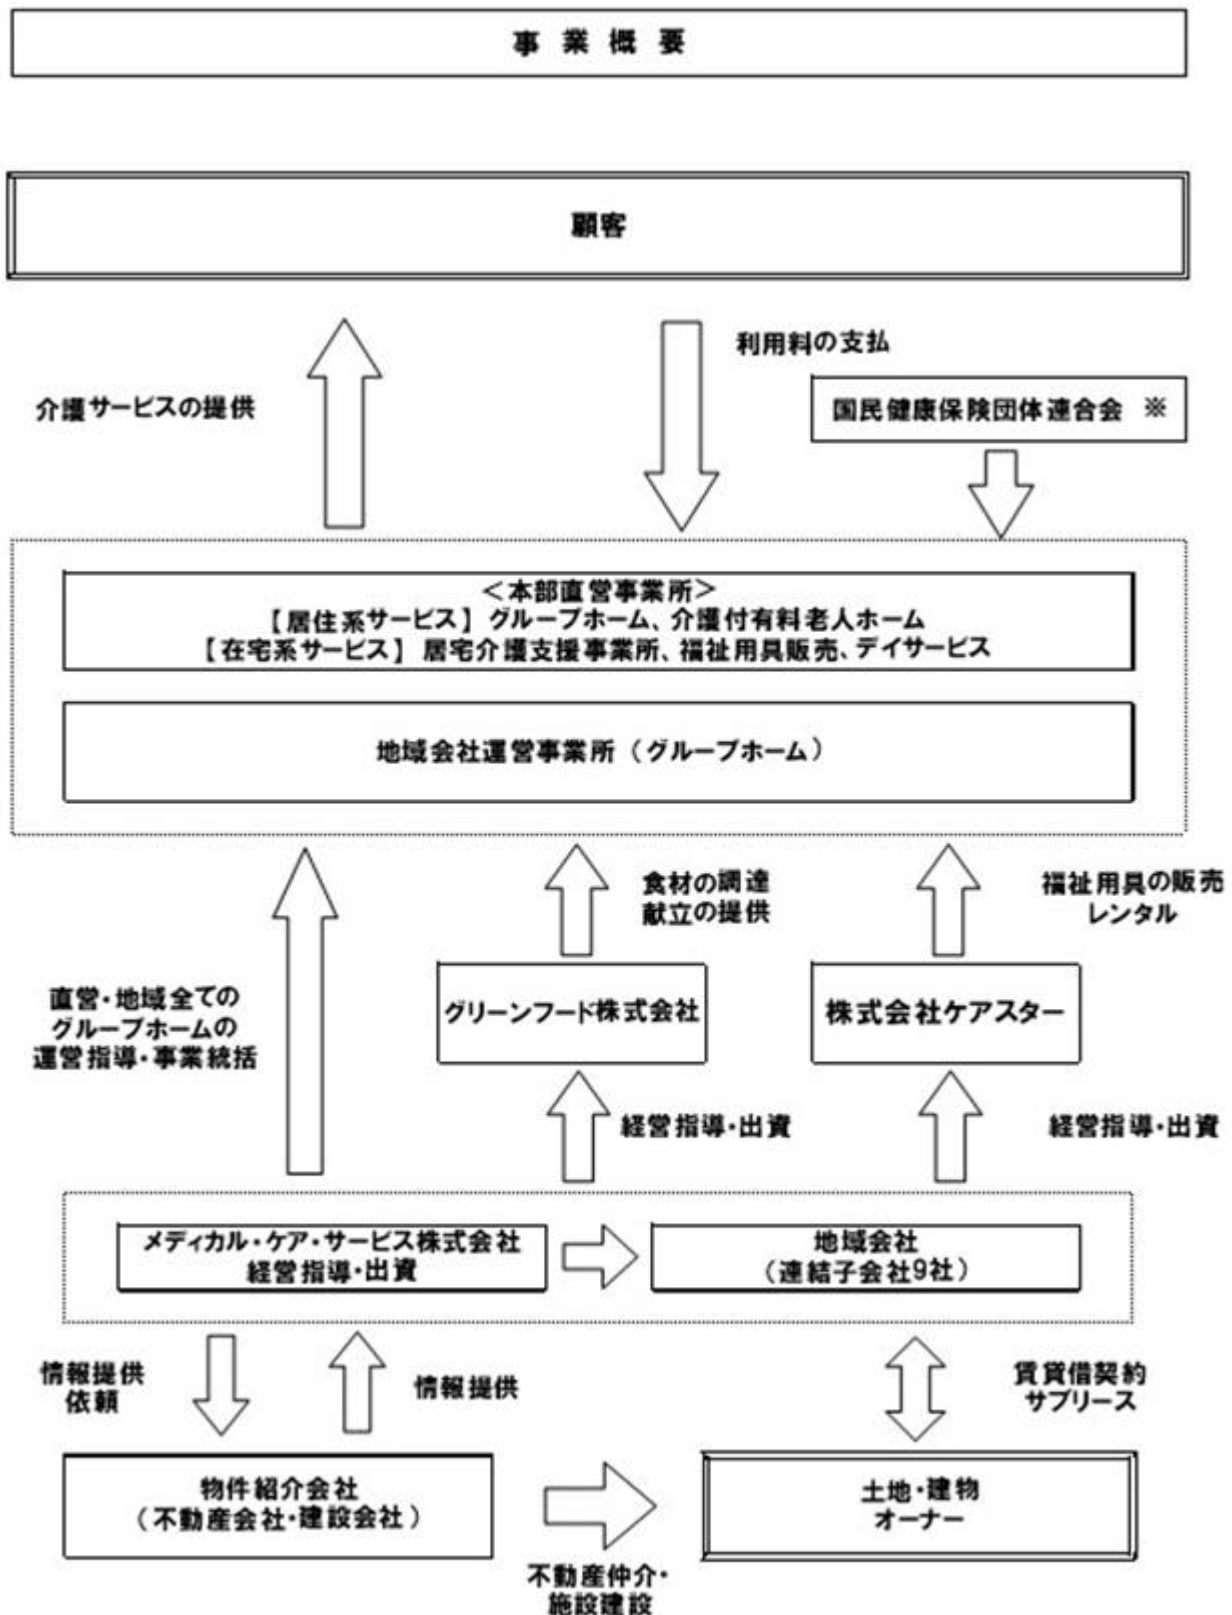 事業概要
顧客
利用料の支払
介護サービスの提供
国民健康保険団体連合会 ※
＜本部直営事業所＞
【居住系サービス】グループホーム、介護付有料老人ホーム
【在宅系サービス】居宅介護支援事業所、福祉用具販売、デイサービス
地域会社運営事業所（グループホーム）
食材の調達
献立の提供
福祉用具の販売
レンタル
グリーンフード株式会社
株式会社ケアスター
直営・地域全ての
グループホームの
運営指導・事業統括
経営指導・出資
経営指導・出資
メディカル・ケア・サービス株式会社
経営指導・出資
地域会社
（連結子会社9社）
情報提供
依頼
情報提供
賃貸借契約
サブリース
物件紹介会社
（不動産会社・建設会社）
土地・建物
オーナー
不動産仲介・
施設建設